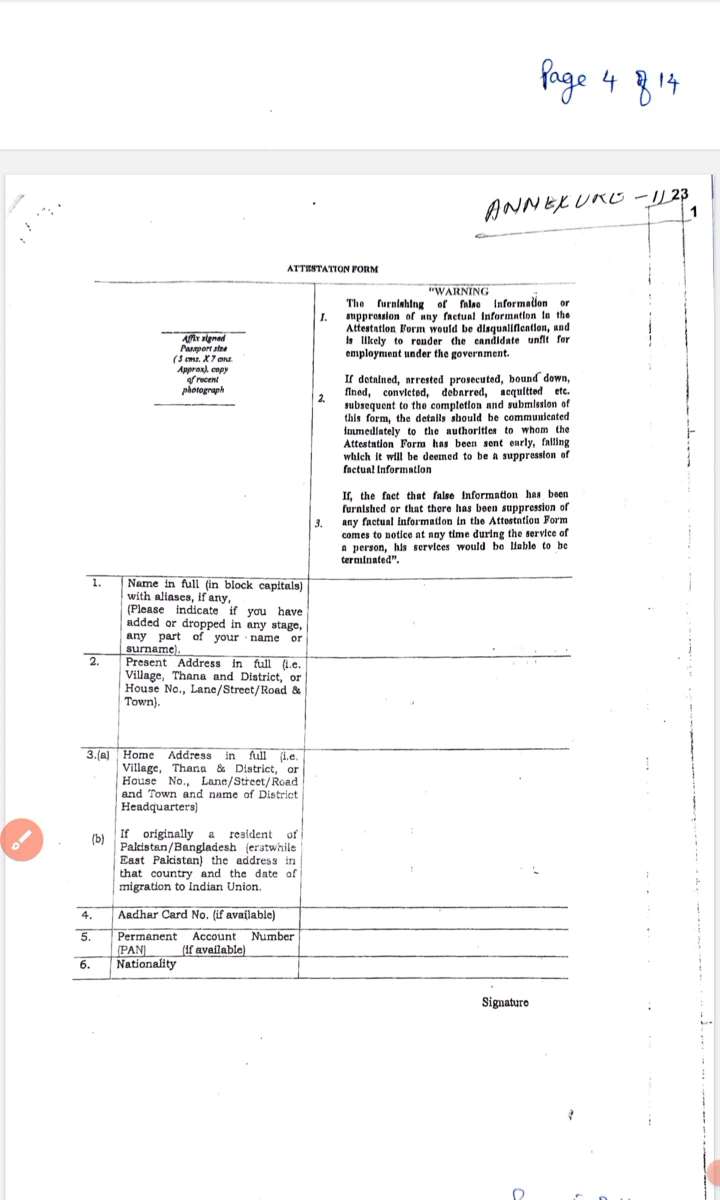 Page 4 of 14
ANNEXURE - II 23
1
ATTESTATION FORM
Affix signed
Passport size
(5 cms. X 7 cms.
Approx). copy
of recent
photograph
"WARNING
1. The furnishing of false information or
suppression of any factual information in the
Attestation Form would be disqualification, and
is likely to render the candidate unfit for
employment under the government.
2. If detained, arrested prosecuted, bound down,
fined, convicted, debarred, acquitted etc.
subsequent to the completion and submission of
this form, the details should be communicated
immediately to the authorities to whom the
Attestation Form has been sent early, failing
which it will be deemed to be a suppression of
factual information
3. If, the fact that false information has been
furnished or that there has been suppression of
any factual information in the Attestation Form
comes to notice at any time during the service of
a person, his services would be liable to be
terminated".
1. Name in full (in block capitals)
with aliases, if any,
(Please indicate if you have
added or dropped in any stage,
any part of your name or
surname).
2. Present Address in full (i.e.
Village, Thana and District, or
House No., Lane/Street/Road &
Town).
3.(a) Home Address in full (i.e.
Village, Thana & District, or
House No., Lane/Street/Road
and Town and name of District
Headquarters)
(b) If originally a resident of
Pakistan/Bangladesh (erstwhile
East Pakistan) the address in
that country and the date of
migration to Indian Union.
4. Aadhar Card No. (if available)
5. Permanent Account Number
(PAN) (if available)
6. Nationality
Signature